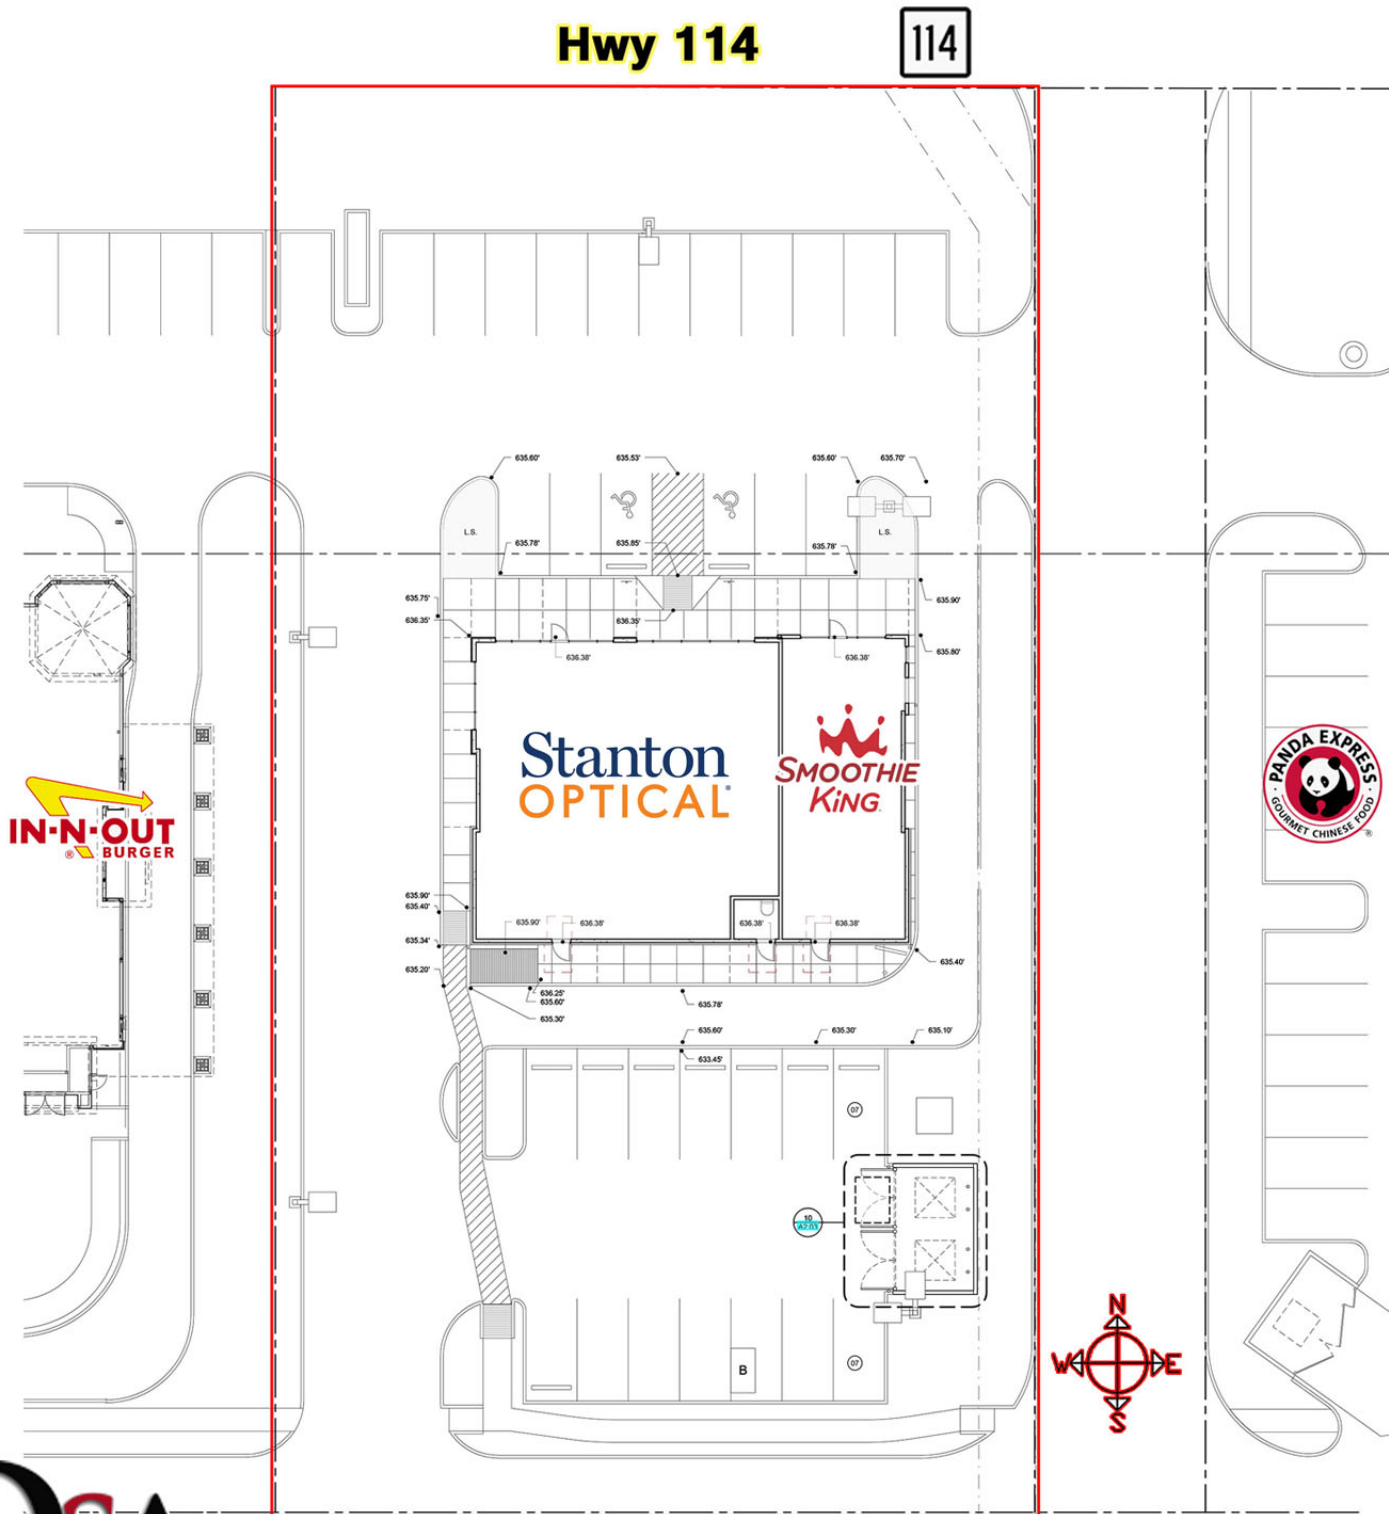 Hwy 114
114
635.60'
635.53'
635.60'
635.70'
L.S.
L.S.
635.78'
635.85'
635.78'
635.75'
636.35'
636.35'
635.90'
636.38'
636.38'
635.80'
Stanton
OPTICAL
SMOOTHIE
KING
IN-N-OUT
® BURGER
PANDA EXPRESS
GOURMET CHINESE FOOD
®
635.90'
635.40'
635.90'
636.38'
636.38'
636.38'
635.34'
635.20'
635.40'
636.25'
635.60'
635.30'
635.78'
635.60'
635.30'
635.10'
633.45'
07
10
A2.01
B
07
N
W E
S